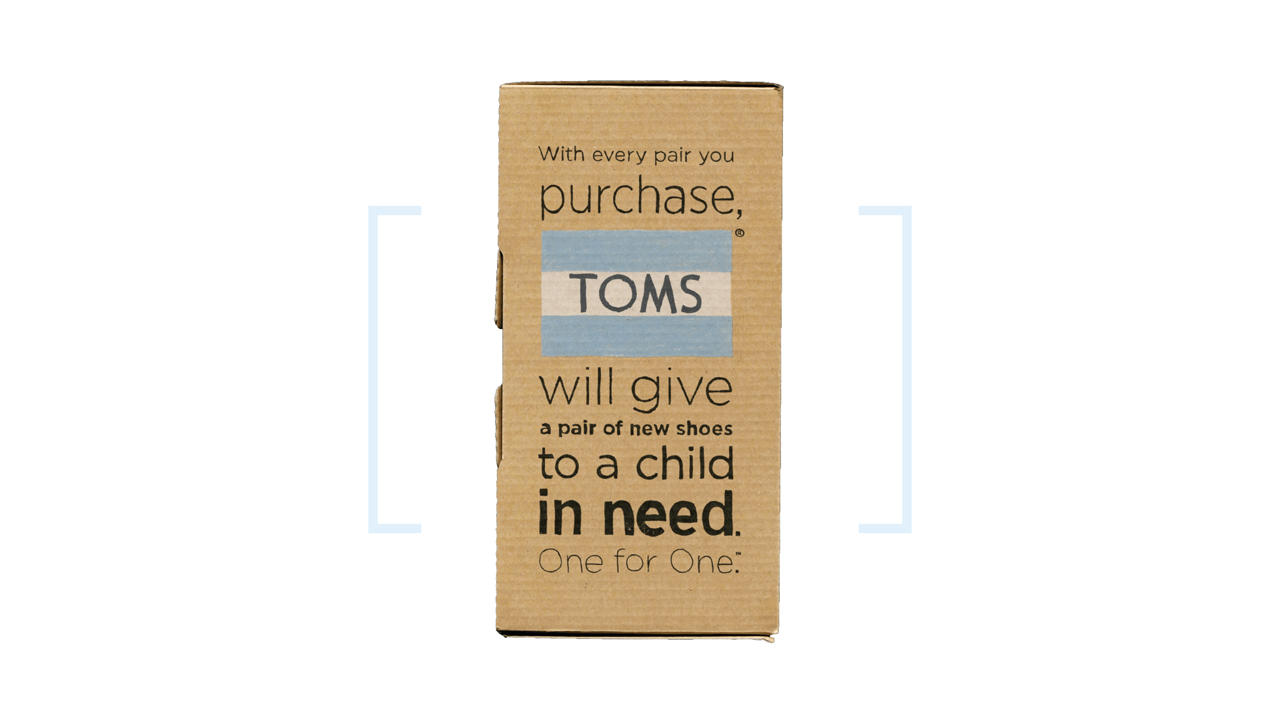 With every pair you
purchase,
®
TOMS
will give
a pair of new shoes
to a child
in need.
One for One.™